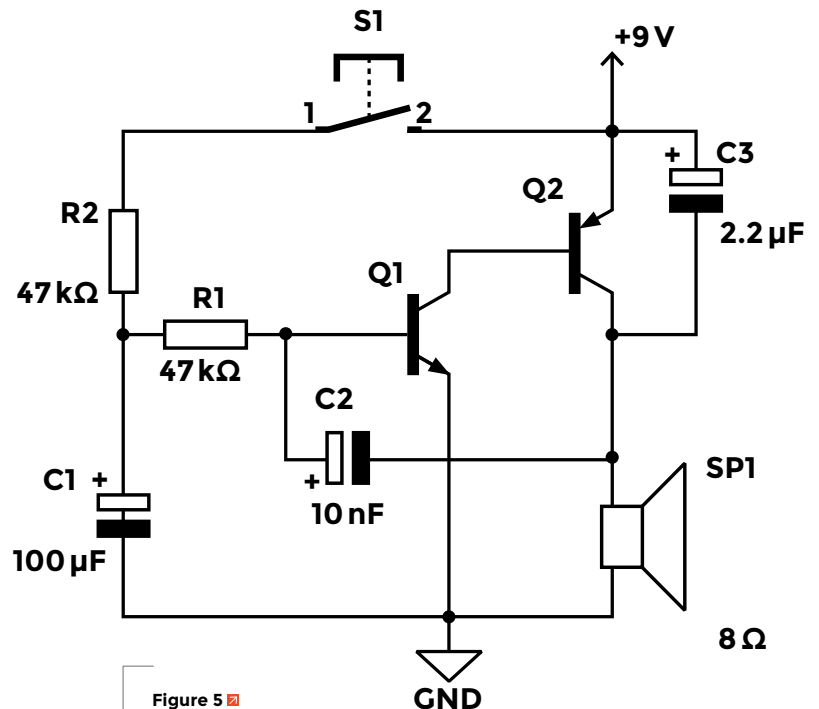 S1
+9 V
1
2
+
C3
Q2
2.2 µF
R2
47 kΩ
Q1
R1
47 kΩ
C2
+
10 nF
C1 +
100 µF
SP1
8 Ω
GND
Figure 5